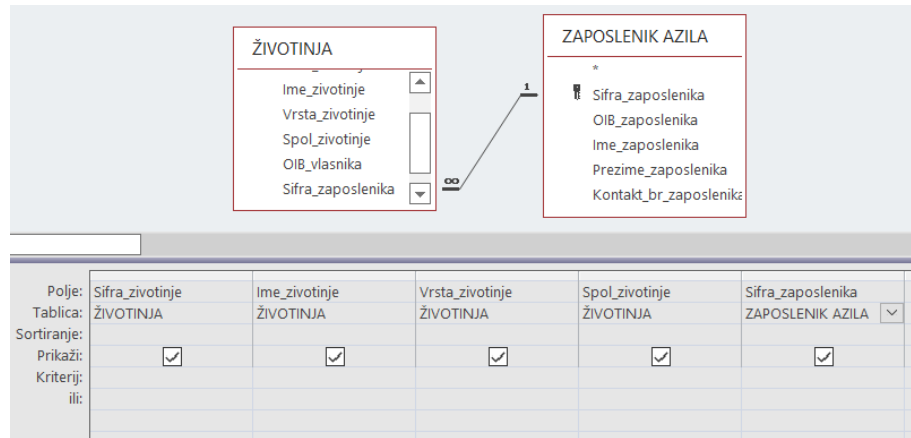 ŽIVOTINJA
Ime_zivotinje
Vrsta_zivotinje
Spol_zivotinje
OIB_vlasnika
Sifra_zaposlenika
∞
1
ZAPOSLENIK AZILA
*
Sifra_zaposlenika
OIB_zaposlenika
Ime_zaposlenika
Prezime_zaposlenika
Kontakt_br_zaposlenika
Polje: Sifra_zivotinje Ime_zivotinje Vrsta_zivotinje Spol_zivotinje Sifra_zaposlenika
Tablica: ŽIVOTINJA ŽIVOTINJA ŽIVOTINJA ŽIVOTINJA ZAPOSLENIK AZILA
Sortiranje:
Prikaži:
Kriterij:
ili: